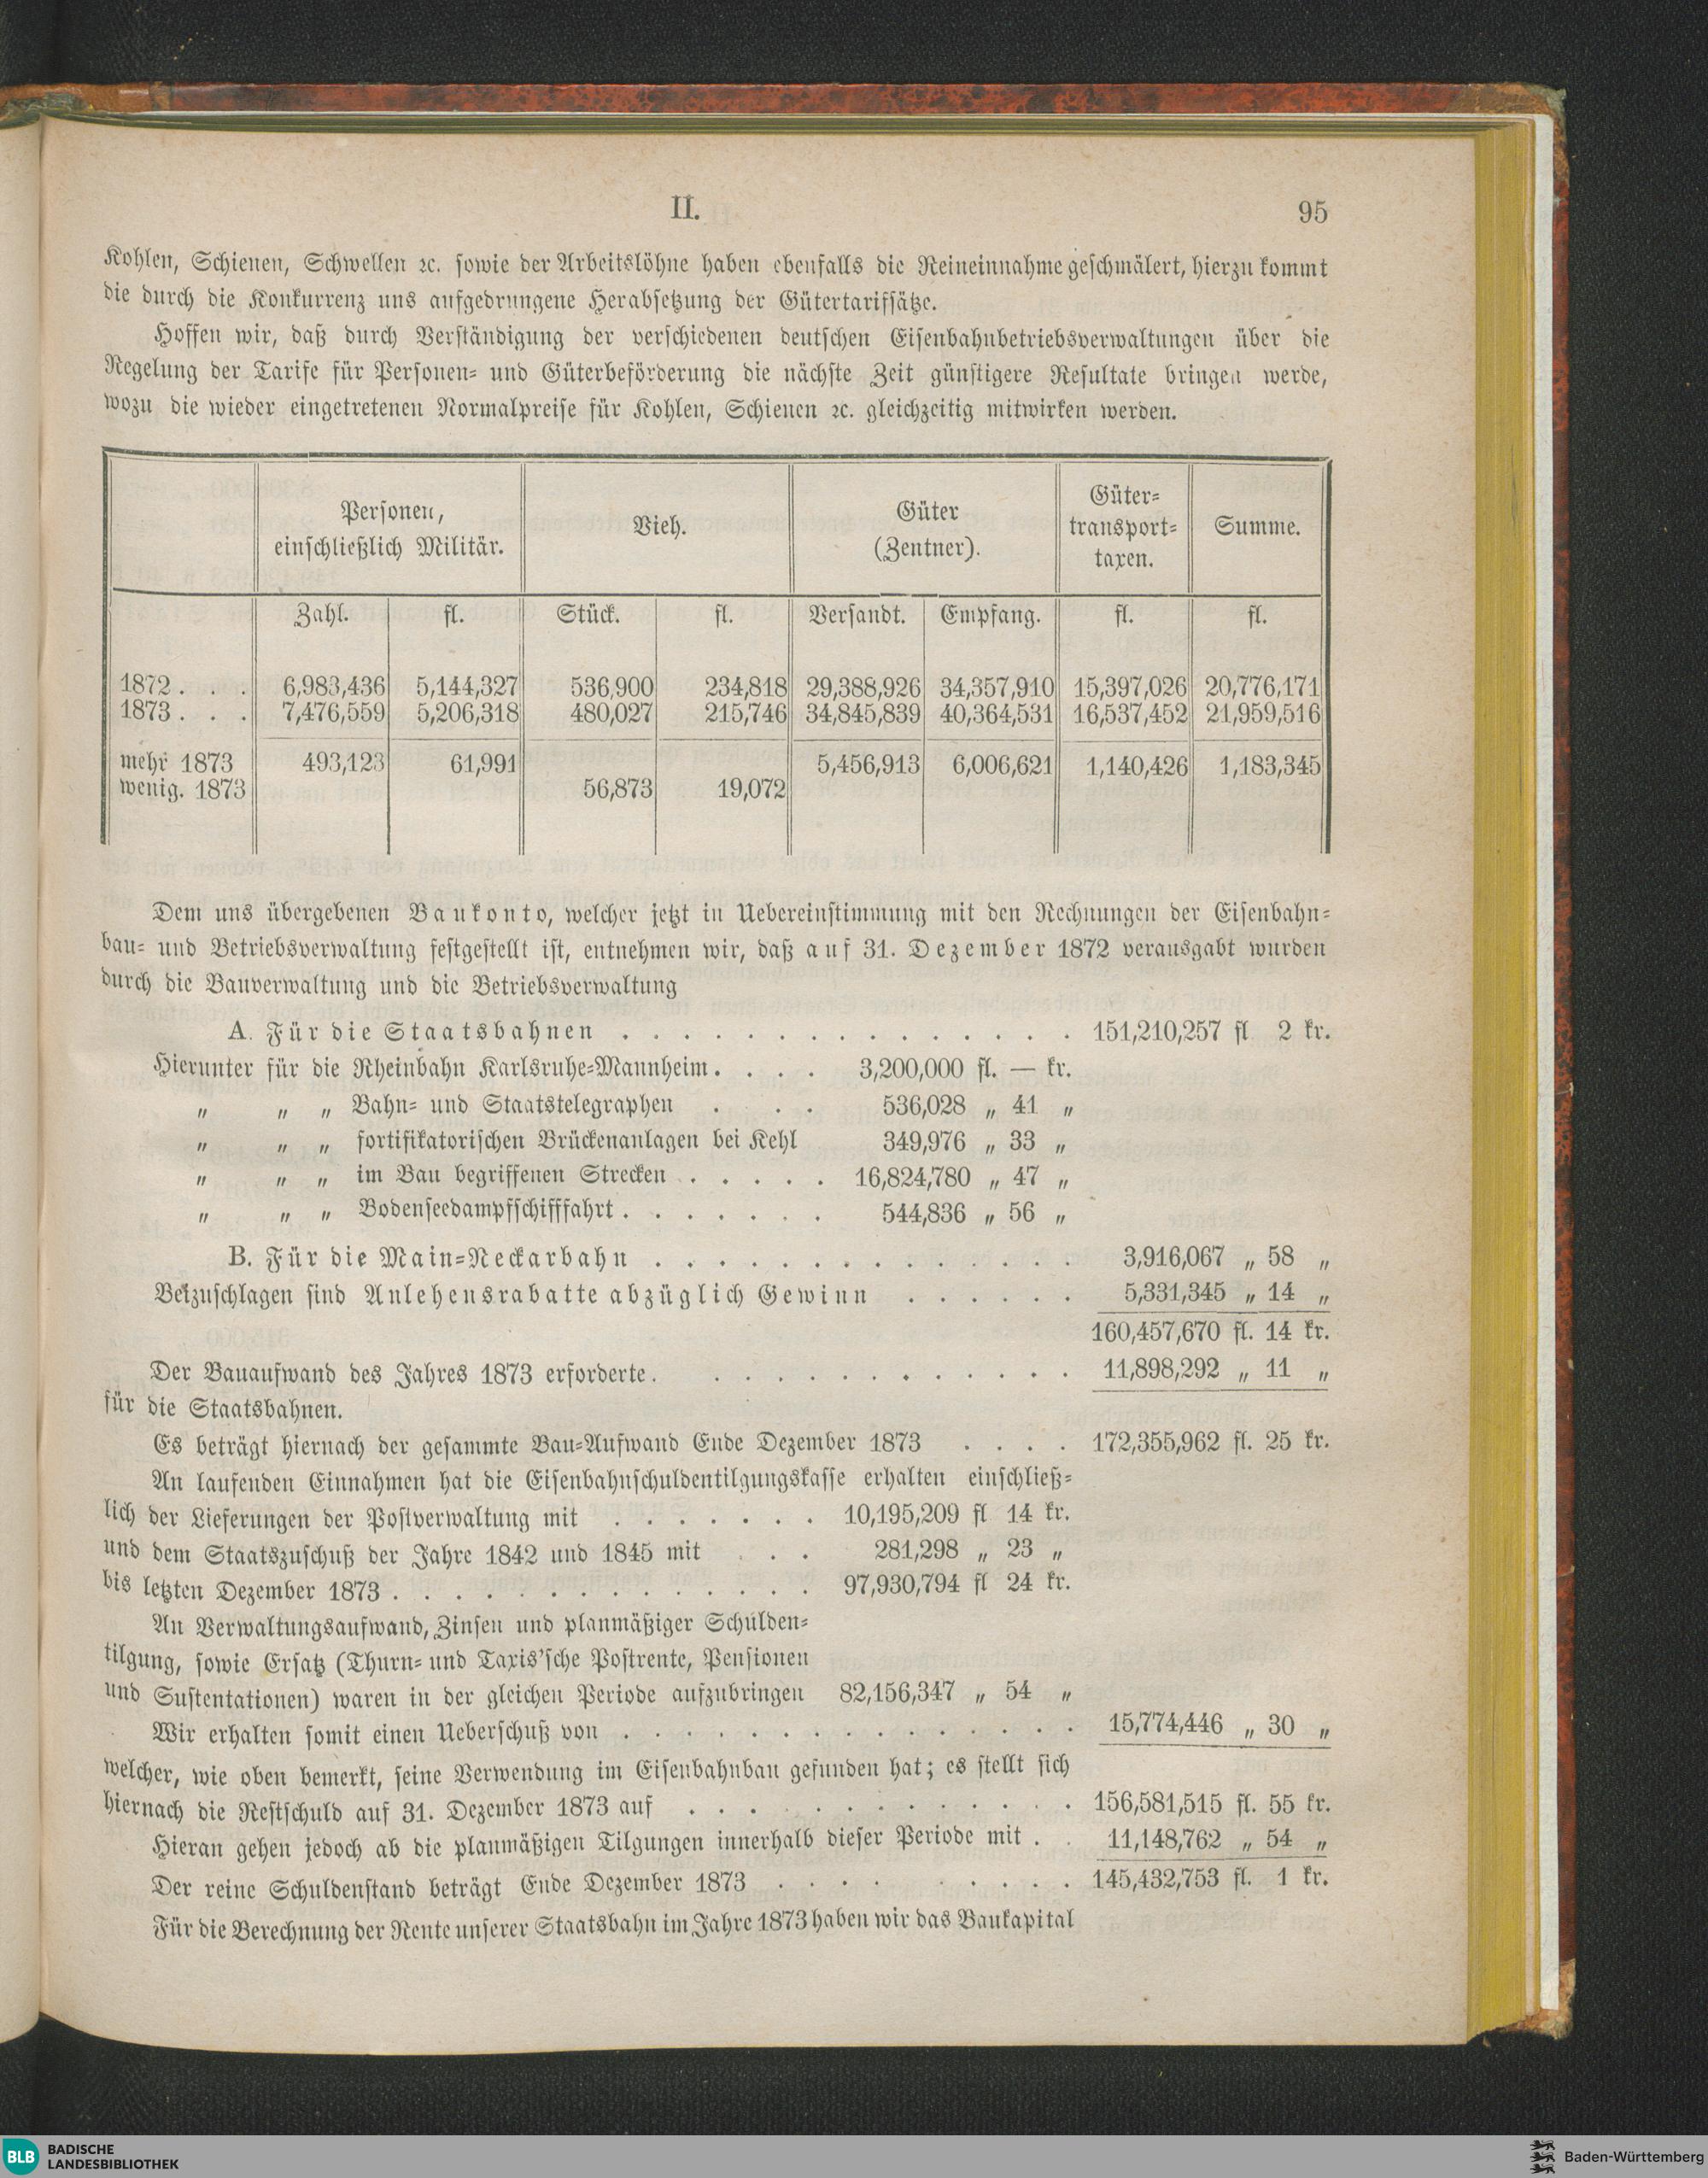 II. 95
Kohlen, Schienen, Schwellen ꝛc. sowie der Arbeitslöhne haben ebenfalls die Reineinnahme geschmälert, hierzu kommt
die durch die Konkurrenz uns aufgedrungene Herabsetzung der Gütertarifsätze.
Hoffen wir, daß durch Verständigung der verschiedenen deutschen Eisenbahnbetriebsverwaltungen über die
Regelung der Tarife für Personen- und Güterbeförderung die nächste Zeit günstigere Resultate bringen werde,
wozu die wieder eingetretenen Normalpreise für Kohlen, Schienen ꝛc. gleichzeitig mitwirken werden.
Personen, einschließlich Militär. Vieh. Güter (Zentner). Güter-transport-taxen. Summe.
Zahl. fl. Stück. fl. Versandt. Empfang. fl. fl.
1872 . . . 6,983,436 5,144,327 536,900 234,818 29,388,926 34,357,910 15,397,026 20,776,171
1873 . . . 7,476,559 5,206,318 480,027 215,746 34,845,839 40,364,531 16,537,452 21,959,516
mehr 1873 493,123 61,991 5,456,913 6,006,621 1,140,426 1,183,345
wenig. 1873 56,873 19,072
Dem uns übergebenen Baukonto, welcher jetzt in Uebereinstimmung mit den Rechnungen der Eisenbahn-
bau- und Betriebsverwaltung festgestellt ist, entnehmen wir, daß auf 31. Dezember 1872 verausgabt wurden
durch die Bauverwaltung und die Betriebsverwaltung
A. Für die Staatsbahnen . . . . . . . . . . . . . . . 151,210,257 fl 2 kr.
Hierunter für die Rheinbahn Karlsruhe-Mannheim . . . . 3,200,000 fl. — kr.
„ „ „ Bahn- und Staatstelegraphen . . . 536,028 „ 41 „
„ „ „ fortifikatorischen Brückenanlagen bei Kehl 349,976 „ 33 „
„ „ „ im Bau begriffenen Strecken . . . . . 16,824,780 „ 47 „
„ „ „ Bodenseedampfschifffahrt . . . . . . . 544,836 „ 56 „
B. Für die Main-Neckarbahn . . . . . . . . . . . . . . 3,916,067 „ 58 „
Beizuschlagen sind Anlehensrabatte abzüglich Gewinn . . . . . . 5,331,345 „ 14 „
160,457,670 fl. 14 kr.
Der Bauaufwand des Jahres 1873 erforderte . . . . . . . . . . . . . 11,898,292 „ 11 „
für die Staatsbahnen.
Es beträgt hiernach der gesammte Bau-Aufwand Ende Dezember 1873 . . . . 172,355,962 fl. 25 kr.
An laufenden Einnahmen hat die Eisenbahnschuldentilgungskasse erhalten einschließ-
lich der Lieferungen der Postverwaltung mit . . . . . . . 10,195,209 fl 14 kr.
und dem Staatszuschuß der Jahre 1842 und 1845 mit . . . 281,298 „ 23 „
bis letzten Dezember 1873 . . . . . . . . . . . . . . 97,930,794 fl 24 kr.
An Verwaltungsaufwand, Zinsen und planmäßiger Schulden-
tilgung, sowie Ersatz (Thurn- und Taxis'sche Postrente, Pensionen
und Sustentationen) waren in der gleichen Periode aufzubringen 82,156,347 „ 54 „
Wir erhalten somit einen Ueberschuß von . . . . . . . . . . . . . . . 15,774,446 „ 30 „
welcher, wie oben bemerkt, seine Verwendung im Eisenbahnbau gefunden hat; es stellt sich
hiernach die Restschuld auf 31. Dezember 1873 auf . . . . . . . . . . . . 156,581,515 fl. 55 kr.
Hieran gehen jedoch ab die planmäßigen Tilgungen innerhalb dieser Periode mit . . 11,148,762 „ 54 „
Der reine Schuldenstand beträgt Ende Dezember 1873 . . . . . . . . . . 145,432,753 fl. 1 kr.
Für die Berechnung der Rente unserer Staatsbahn im Jahre 1873 haben wir das Baukapital
BLB BADISCHE LANDESBIBLIOTHEK
Baden-Württemberg